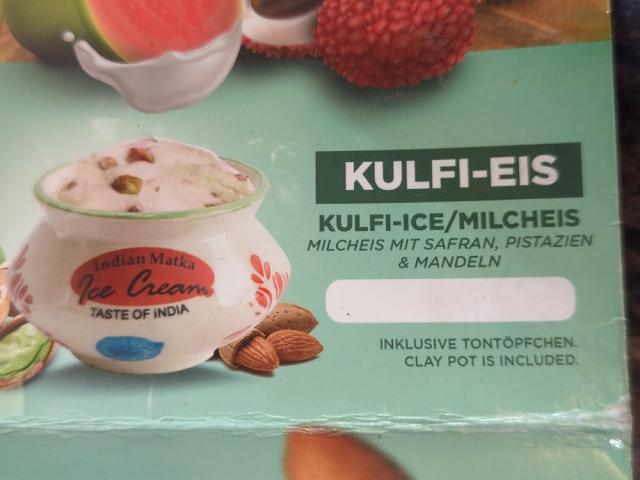 KULFI-EIS
KULFI-ICE/MILCHEIS
MILCHEIS MIT SAFRAN, PISTAZIEN
& MANDELN
Indian Matka
Ice Cream
TASTE OF INDIA
INKLUSIVE TONTÖPFCHEN.
CLAY POT IS INCLUDED.